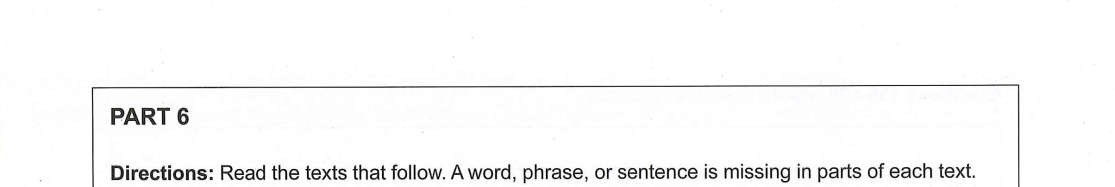 PART 6
Directions: Read the texts that follow. A word, phrase, or sentence is missing in parts of each text.